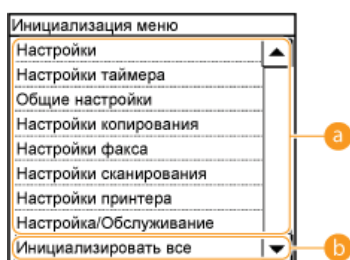 Инициализация меню
Настройки
Настройки таймера
Общие настройки
Настройки копирования
Настройки факса
Настройки сканирования
Настройки принтера
Настройка/Обслуживание
Инициализировать все
a
b